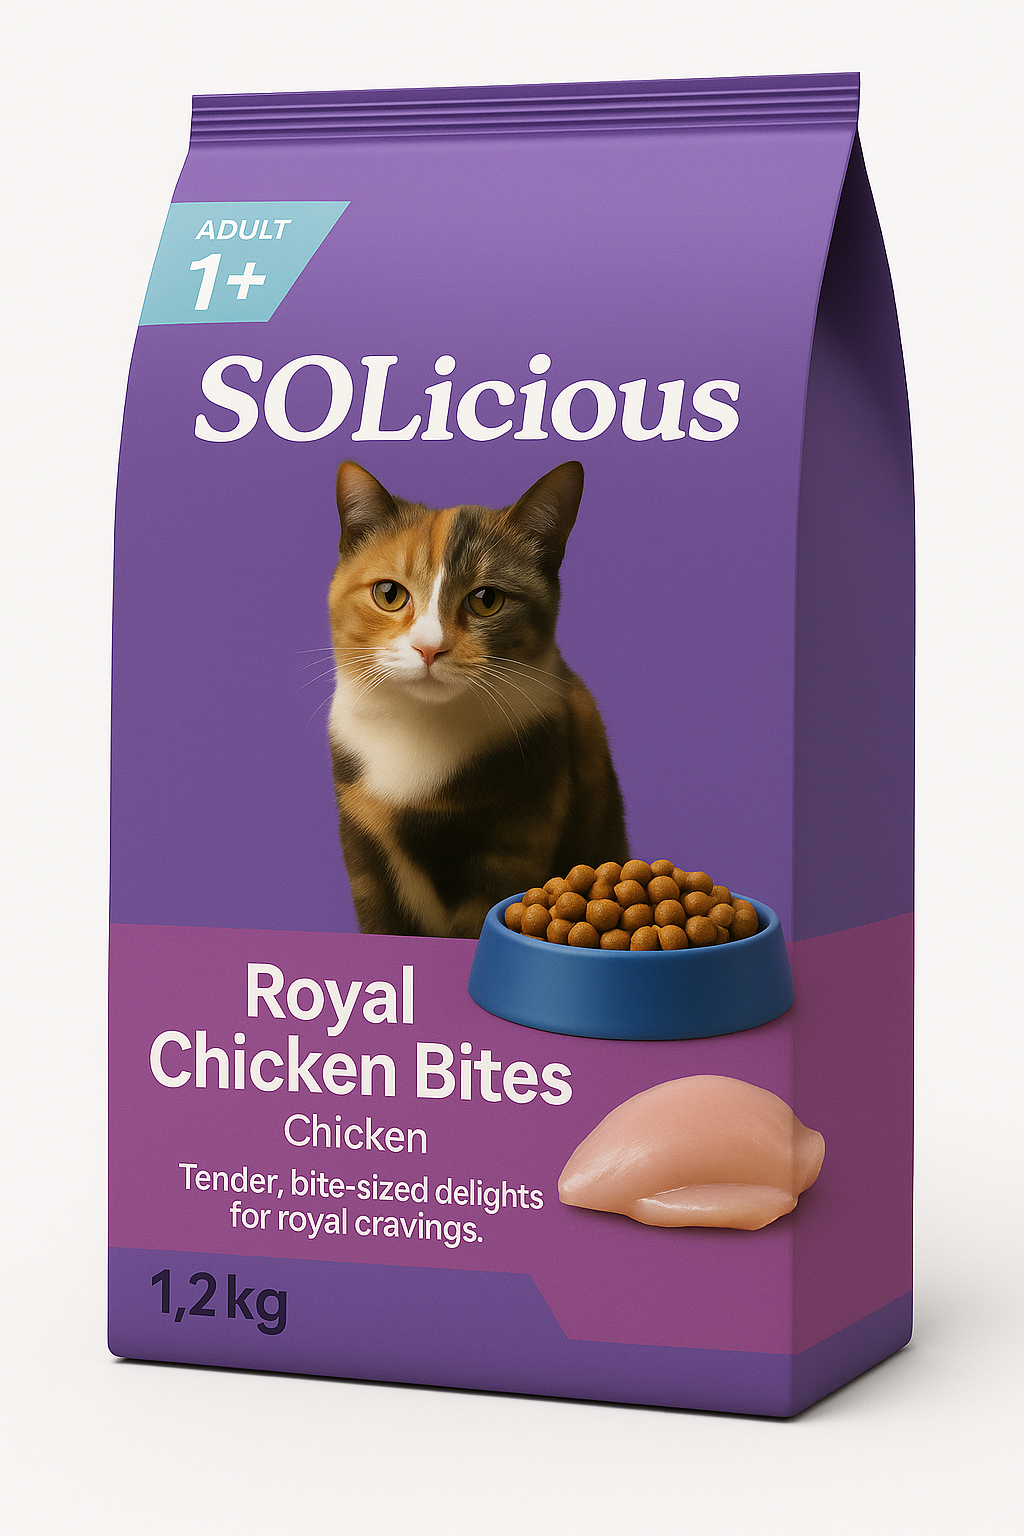 ADULT
1+
SOLicious
Royal
Chicken Bites
Chicken
Tender, bite-sized delights
for royal cravings.
1,2 kg